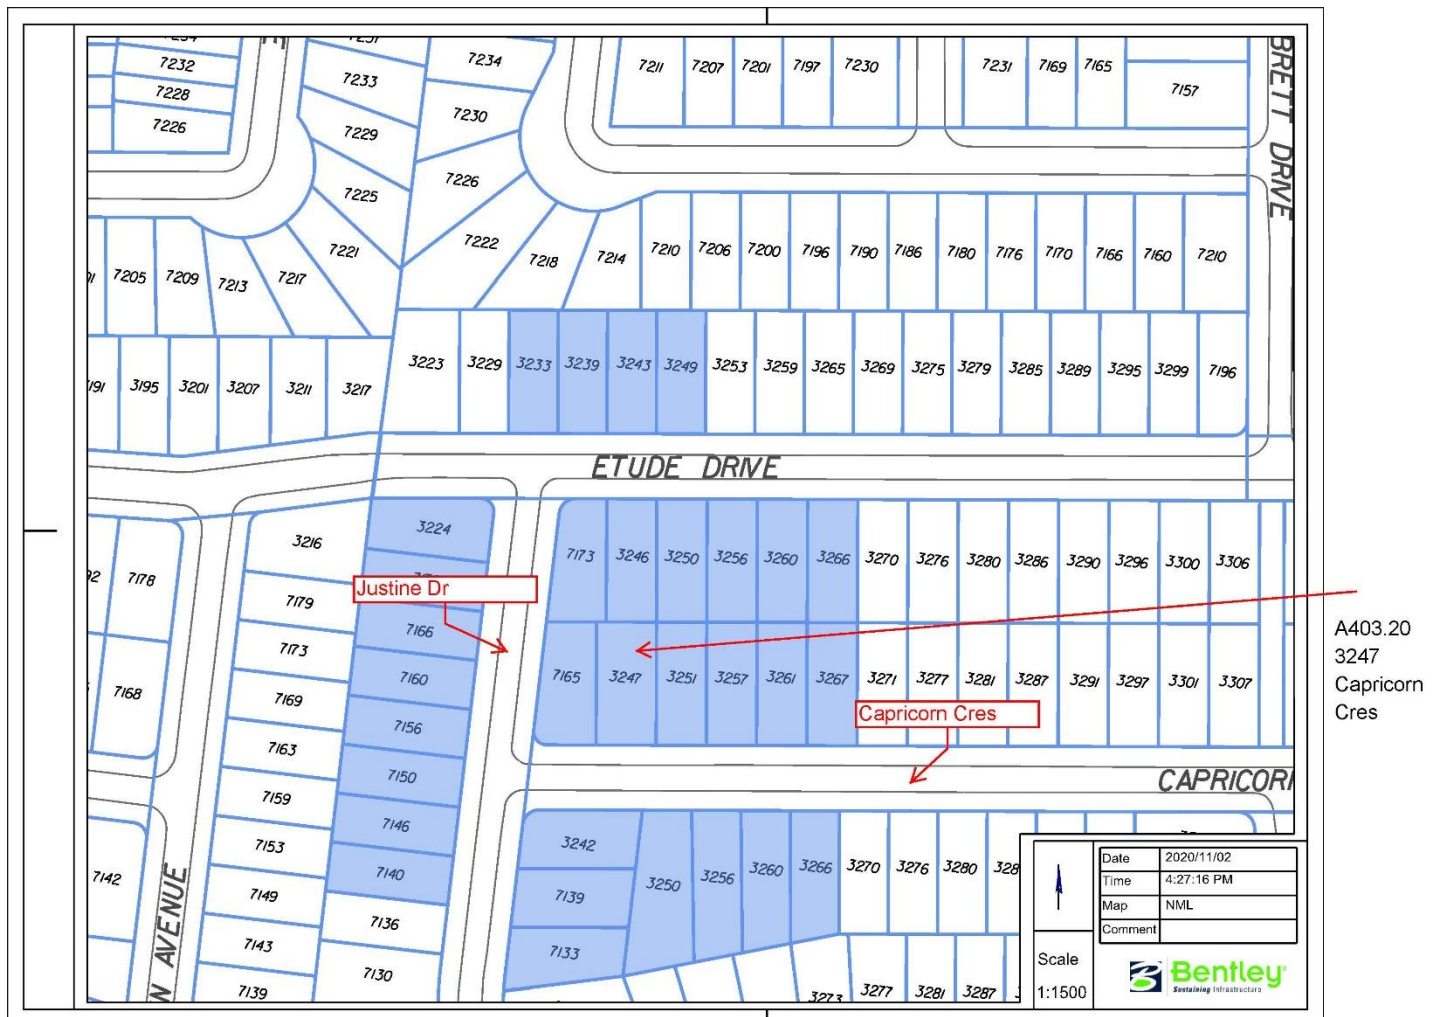 7232
7228
7226
7233
7229
7225
7221
7234
7230
7226
7222
7218
7214
7211 7207 7201 7197 7230
7231 7169 7165
7157
BRETT DRIVE
7205 7209 7213 7217
7210 7206 7200 7196 7190 7186 7180 7176 7170 7166 7160 7210
3195 3201 3207 3211 3217
3223 3229 3233 3239 3243 3249 3253 3259 3265 3269 3275 3279 3285 3289 3295 3299 7196
ETUDE DRIVE
7178
7168
7142
3216
7179
7173
7169
7163
7159
7153
7149
7143
7139
3224
Justine Dr
7166
7160
7156
7150
7146
7140
7136
7130
7173 3246 3250 3256 3260 3266 3270 3276 3280 3286 3290 3296 3300 3306
7165 3247 3251 3257 3261 3267 3271 3277 3281 3287 3291 3297 3301 3307
A403.20
3247
Capricorn
Cres
Capricorn Cres
CAPRICORN
N AVENUE
3242
7139
7133
3250 3256 3260 3266 3270 3276 3280
3273 3277 3281 3287
Date 2020/11/02
Time 4:27:16 PM
Map NML
Comment
Scale
1:1500
Bentley
Sustaining Infrastructure